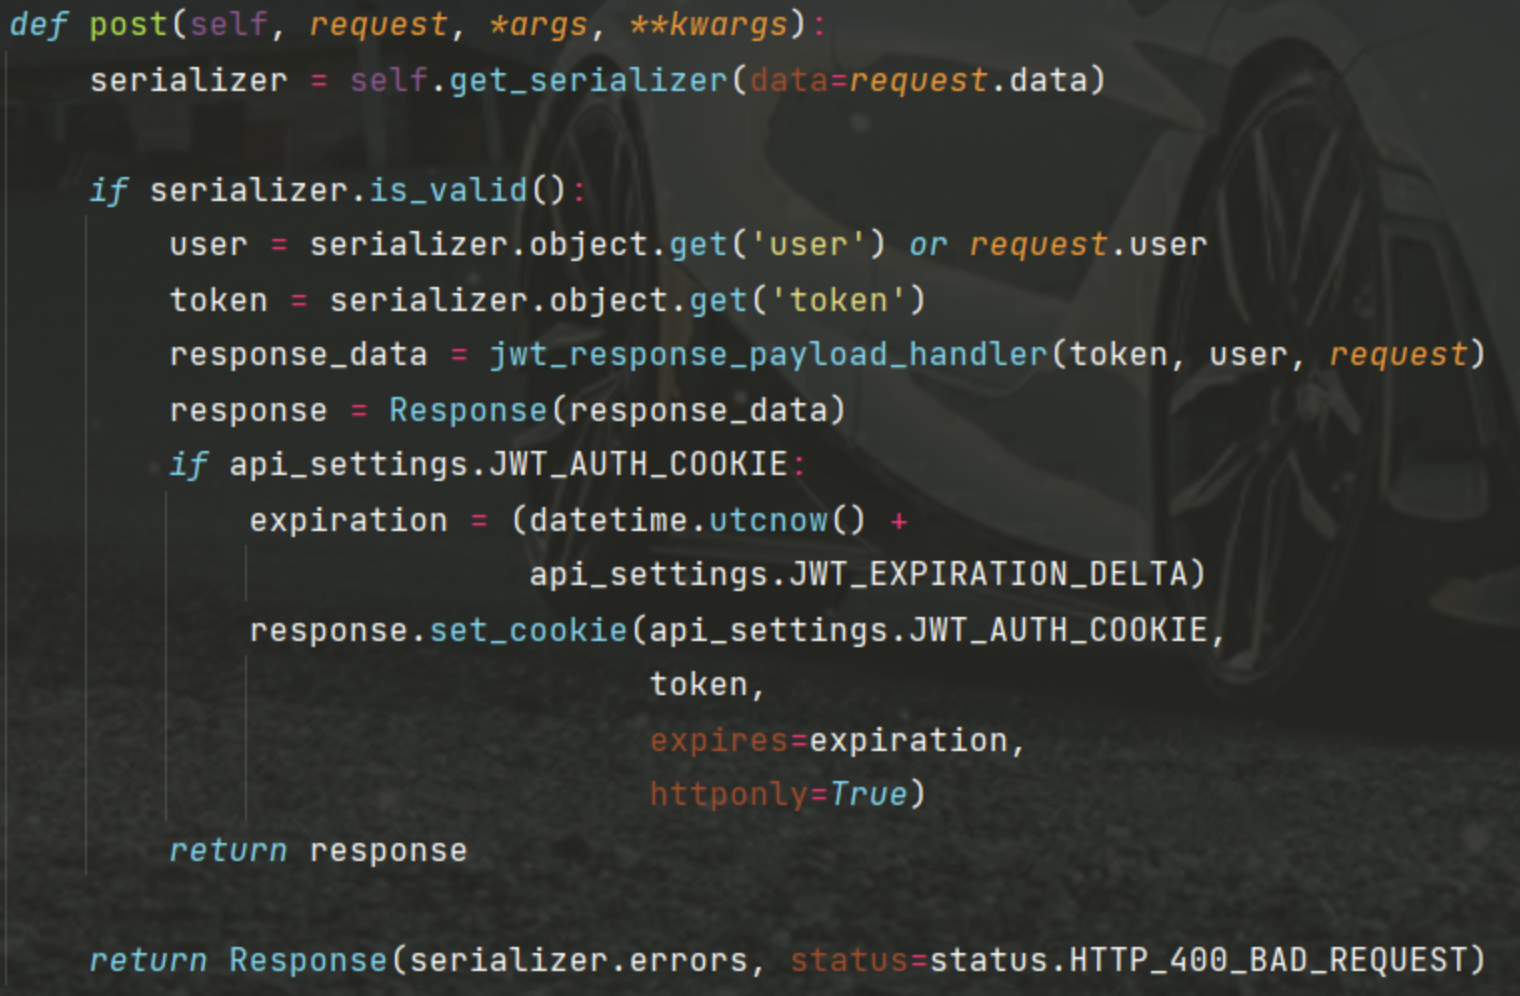 def post(self, request, *args, **kwargs):
    serializer = self.get_serializer(data=request.data)

    if serializer.is_valid():
        user = serializer.object.get('user') or request.user
        token = serializer.object.get('token')
        response_data = jwt_response_payload_handler(token, user, request)
        response = Response(response_data)
        if api_settings.JWT_AUTH_COOKIE:
            expiration = (datetime.utcnow() +
                          api_settings.JWT_EXPIRATION_DELTA)
            response.set_cookie(api_settings.JWT_AUTH_COOKIE,
                                token,
                                expires=expiration,
                                httponly=True)
        return response

    return Response(serializer.errors, status=status.HTTP_400_BAD_REQUEST)